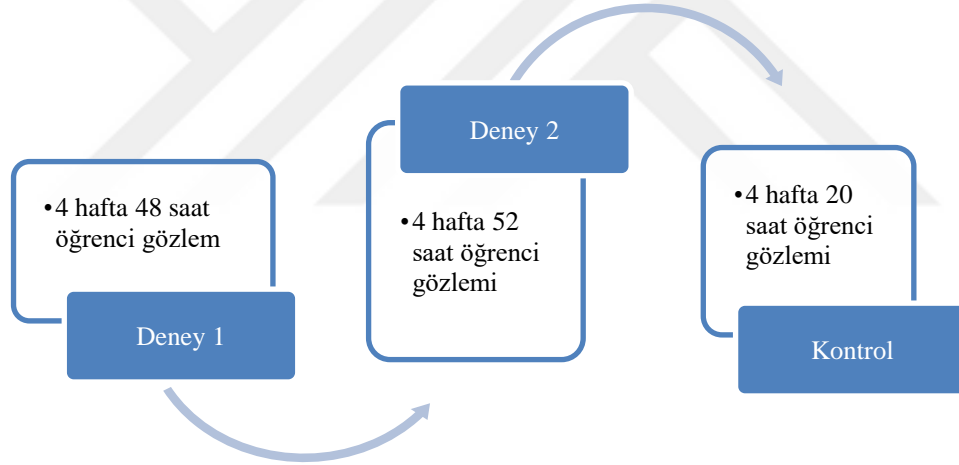 •4 hafta 48 saat
öğrenci gözlem
Deney 1
Deney 2
•4 hafta 52
saat öğrenci
gözlemi
•4 hafta 20
saat öğrenci
gözlemi
Kontrol